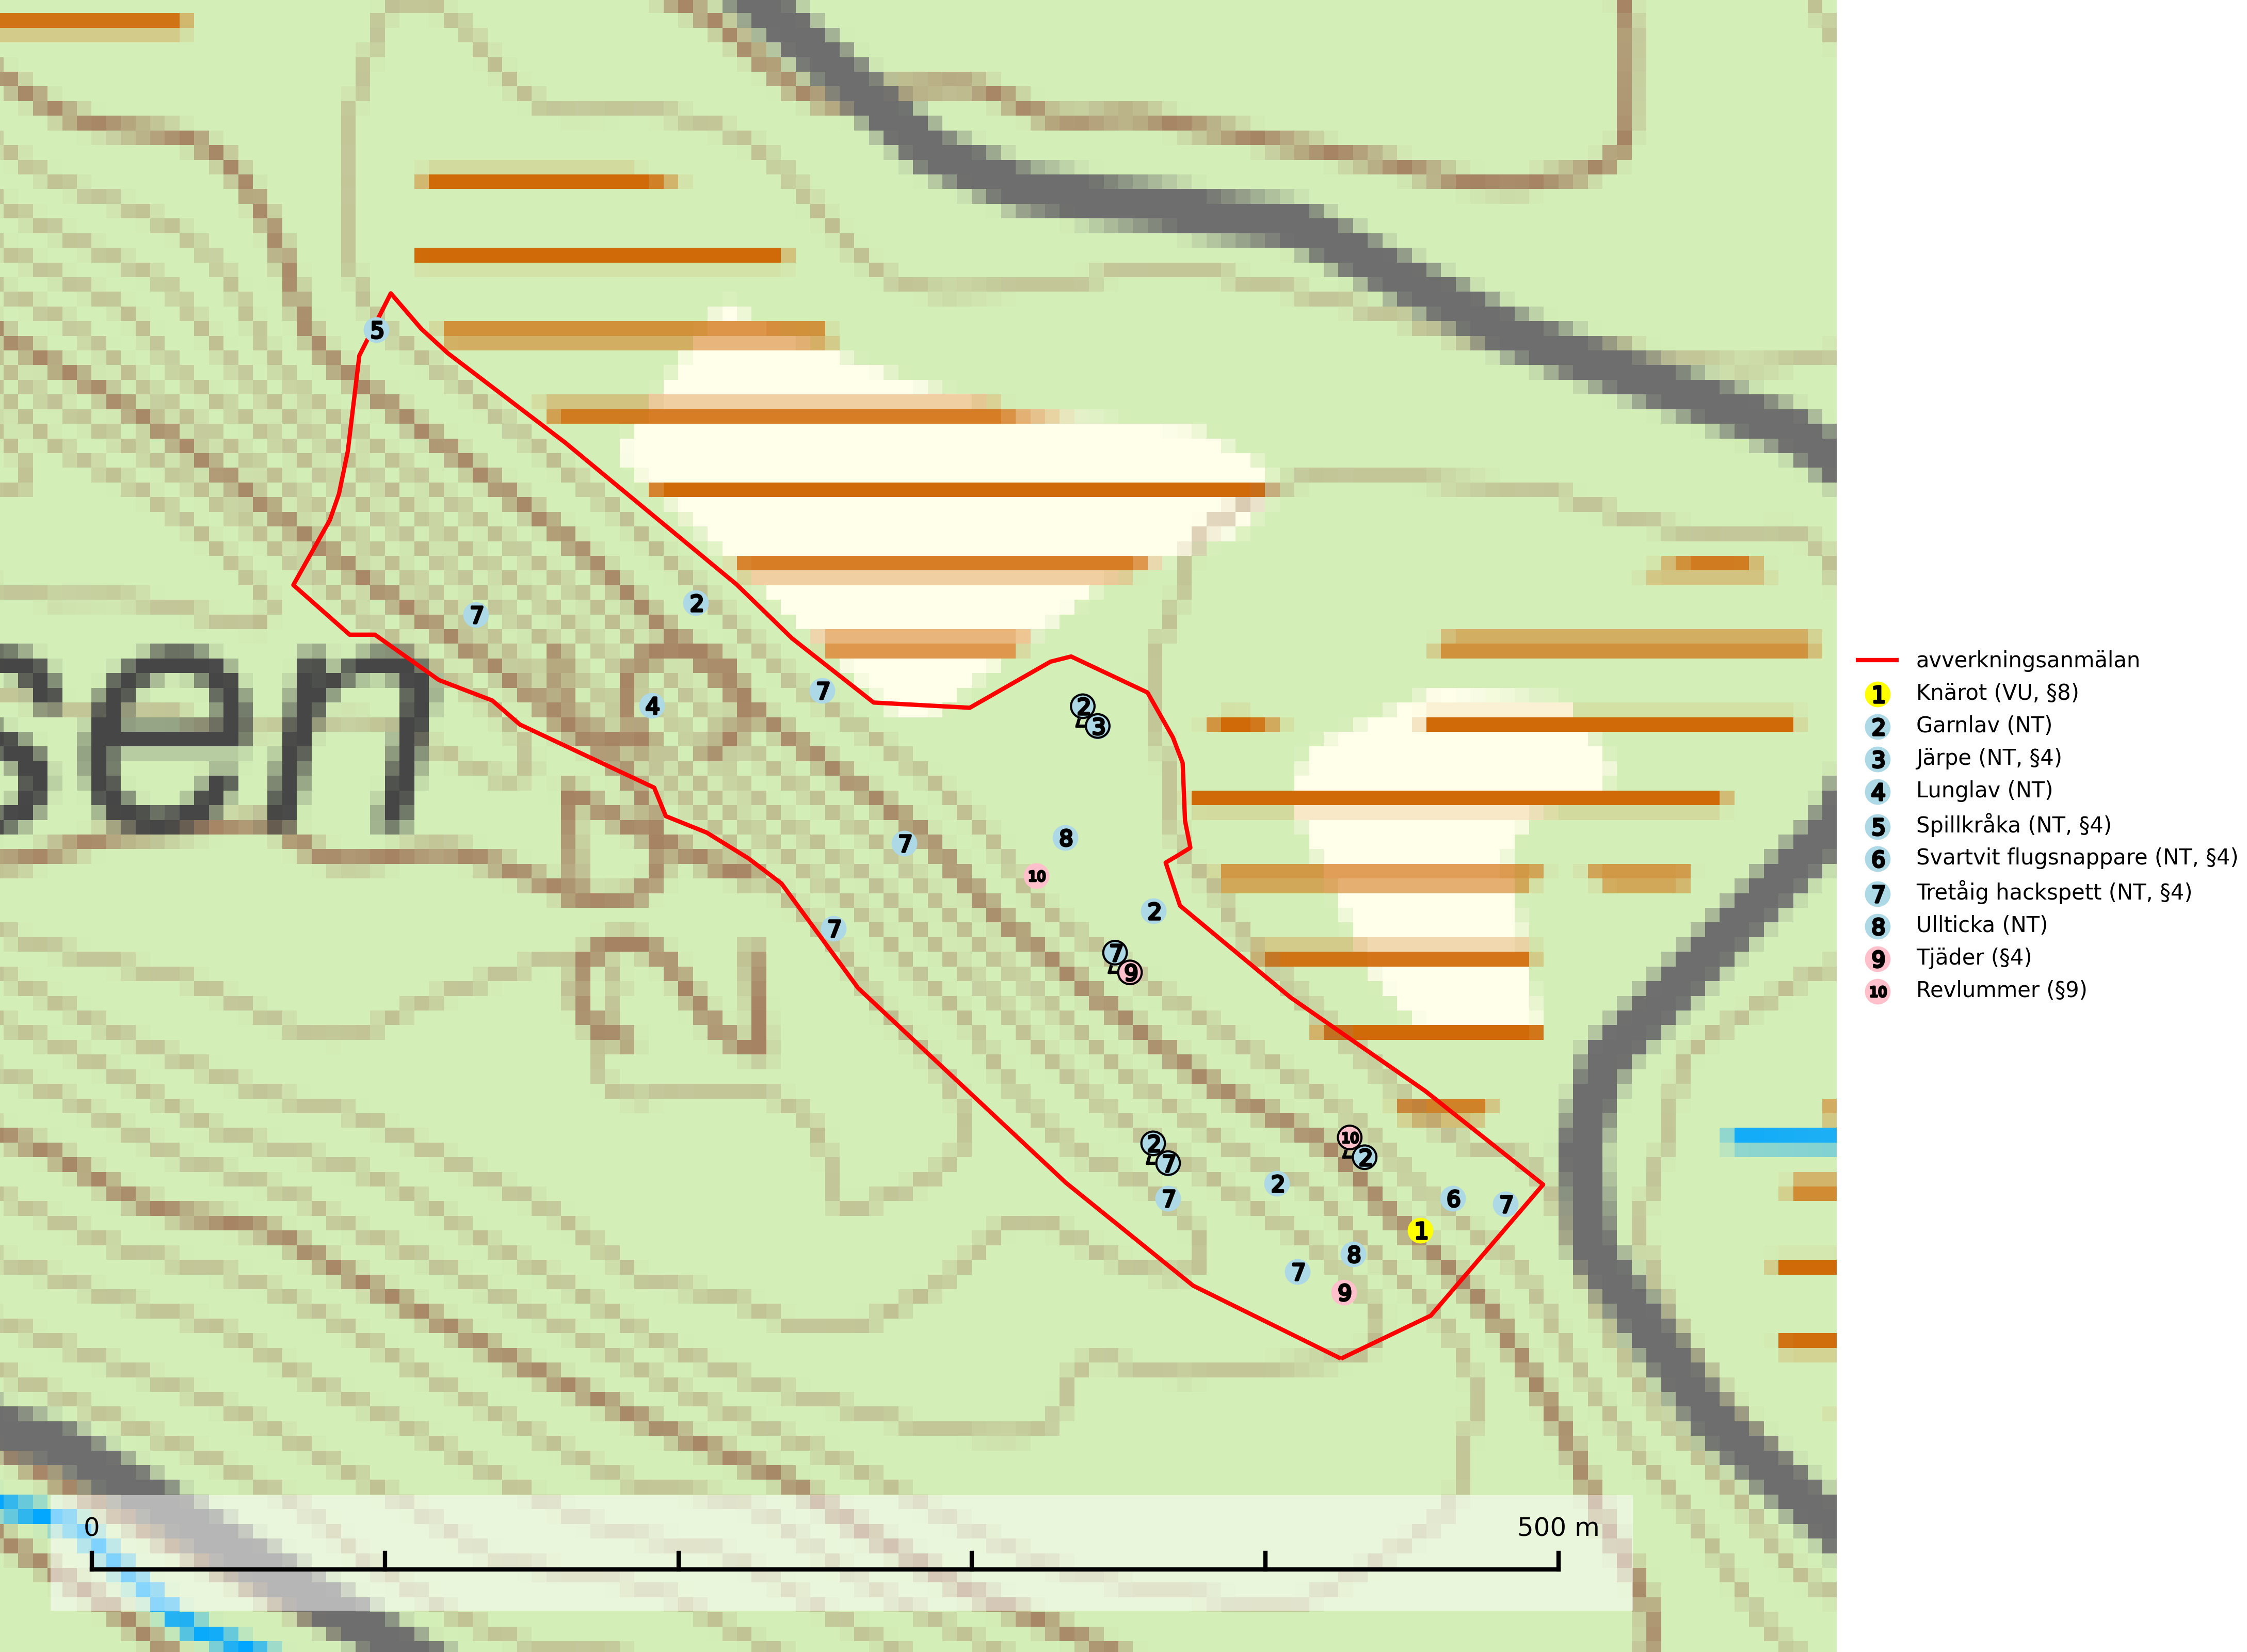 5
7
2
4
7
2
3
8
7
10
2
7
7
9
sen
2
7
10
2
2
7
6
7
1
8
7
9
0
500 m
avverkningsanmälan
1 Knärot (VU, §8)
2 Garnlav (NT)
3 Järpe (NT, §4)
4 Lunglav (NT)
5 Spillkråka (NT, §4)
6 Svartvit flugsnappare (NT, §4)
7 Tretåig hackspett (NT, §4)
8 Ullticka (NT)
9 Tjäder (§4)
10 Revlummer (§9)